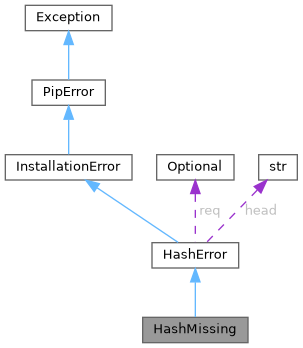 Exception
PipError
InstallationError
Optional
str
req
head
HashError
HashMissing